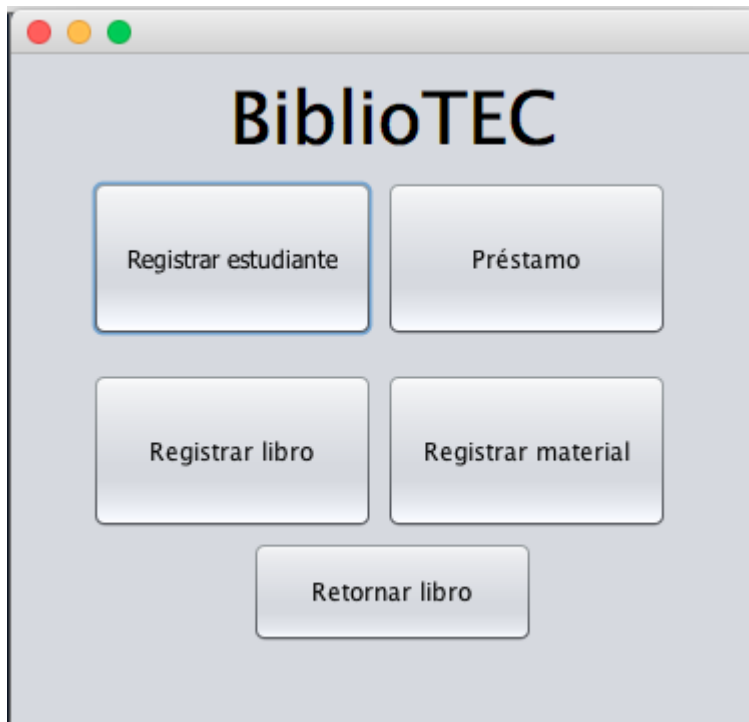 BiblioTEC
Registrar estudiante
Préstamo
Registrar libro
Registrar material
Retornar libro